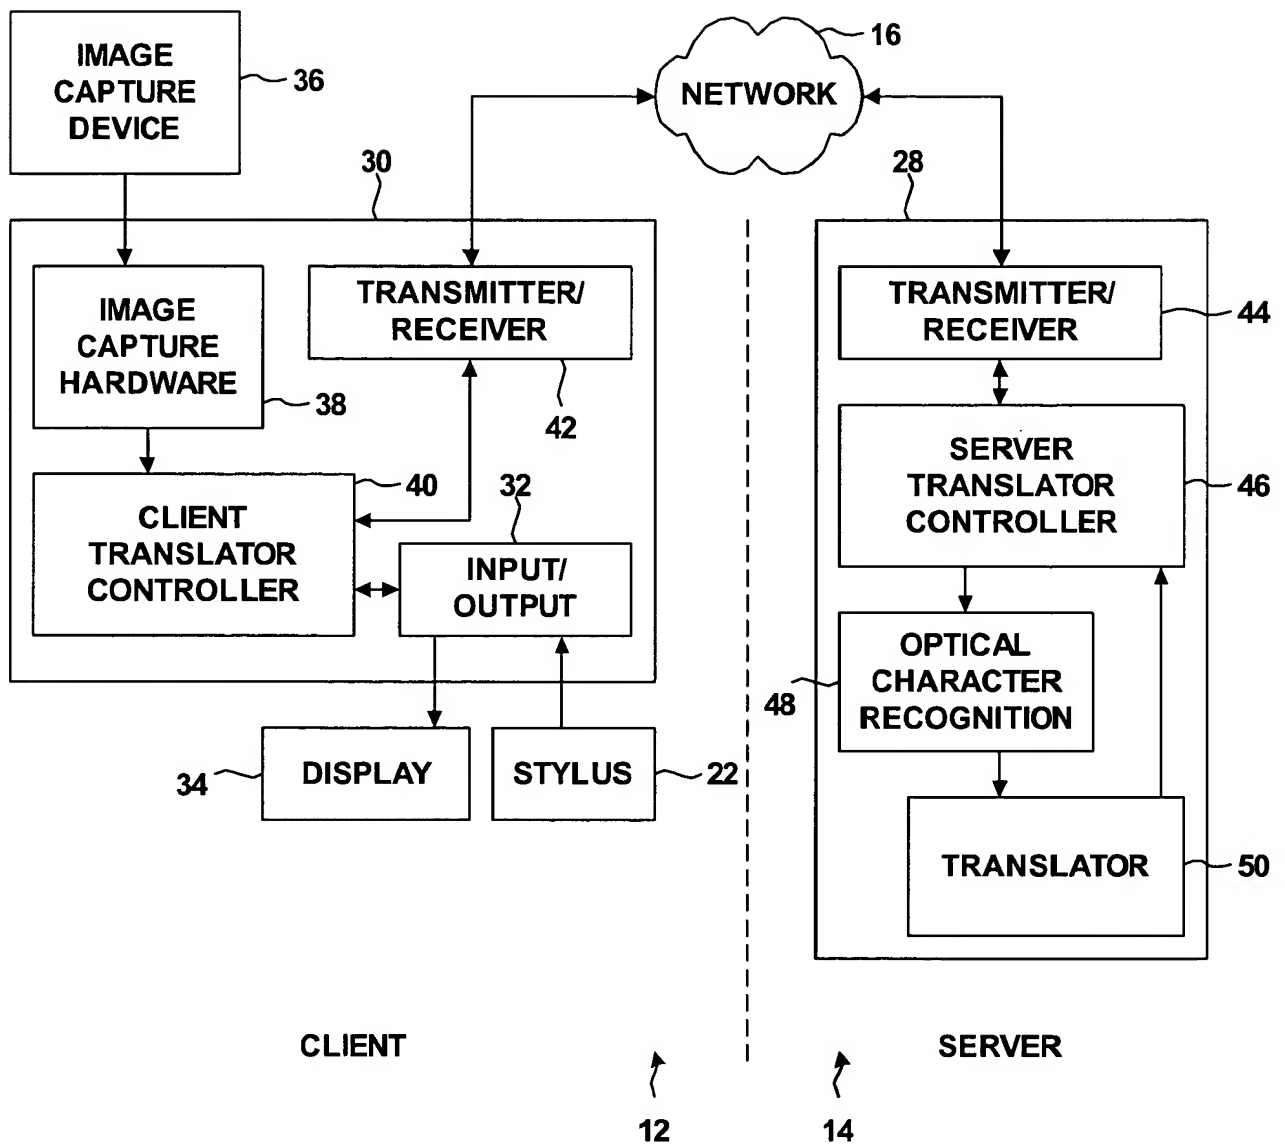 IMAGE
CAPTURE
DEVICE
36
16
NETWORK
30
28
IMAGE
CAPTURE
HARDWARE
38
TRANSMITTER/
RECEIVER
42
TRANSMITTER/
RECEIVER
44
CLIENT
TRANSLATOR
CONTROLLER
40
32
INPUT/
OUTPUT
SERVER
TRANSLATOR
CONTROLLER
46
OPTICAL
CHARACTER
RECOGNITION
48
34
DISPLAY
STYLUS
22
TRANSLATOR
50
CLIENT
SERVER
12
14